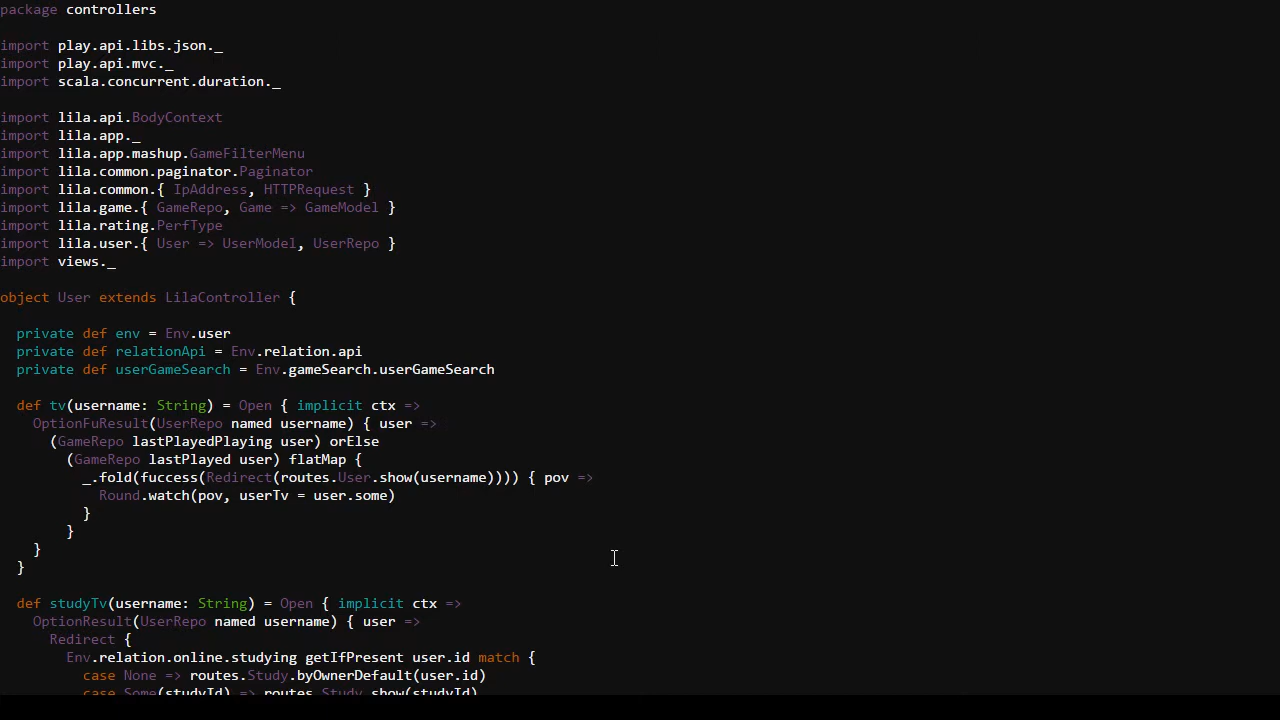 package controllers
import play.api.libs.json._
import play.api.mvc._
import scala.concurrent.duration._
import lila.api.BodyContext
import lila.app._
import lila.app.mashup.GameFilterMenu
import lila.common.paginator.Paginator
import lila.common.{ IpAddress, HTTPRequest }
import lila.game.{ GameRepo, Game => GameModel }
import lila.rating.PerfType
import lila.user.{ User => UserModel, UserRepo }
import views._
object User extends LilaController {
  private def env = Env.user
  private def relationApi = Env.relation.api
  private def userGameSearch = Env.gameSearch.userGameSearch
  def tv(username: String) = Open { implicit ctx =>
    OptionFuResult(UserRepo named username) { user =>
      (GameRepo lastPlayedPlaying user) orElse
        (GameRepo lastPlayed user) flatMap {
          _.fold(fuccess(Redirect(routes.User.show(username)))) { pov =>
            Round.watch(pov, userTv = user.some)
          }
        }
    }
  }
  def studyTv(username: String) = Open { implicit ctx =>
    OptionResult(UserRepo named username) { user =>
      Redirect {
        Env.relation.online.studying getIfPresent user.id match {
          case None => routes.Study.byOwnerDefault(user.id)
          case Some(studyId) => routes.Study.show(studyId)